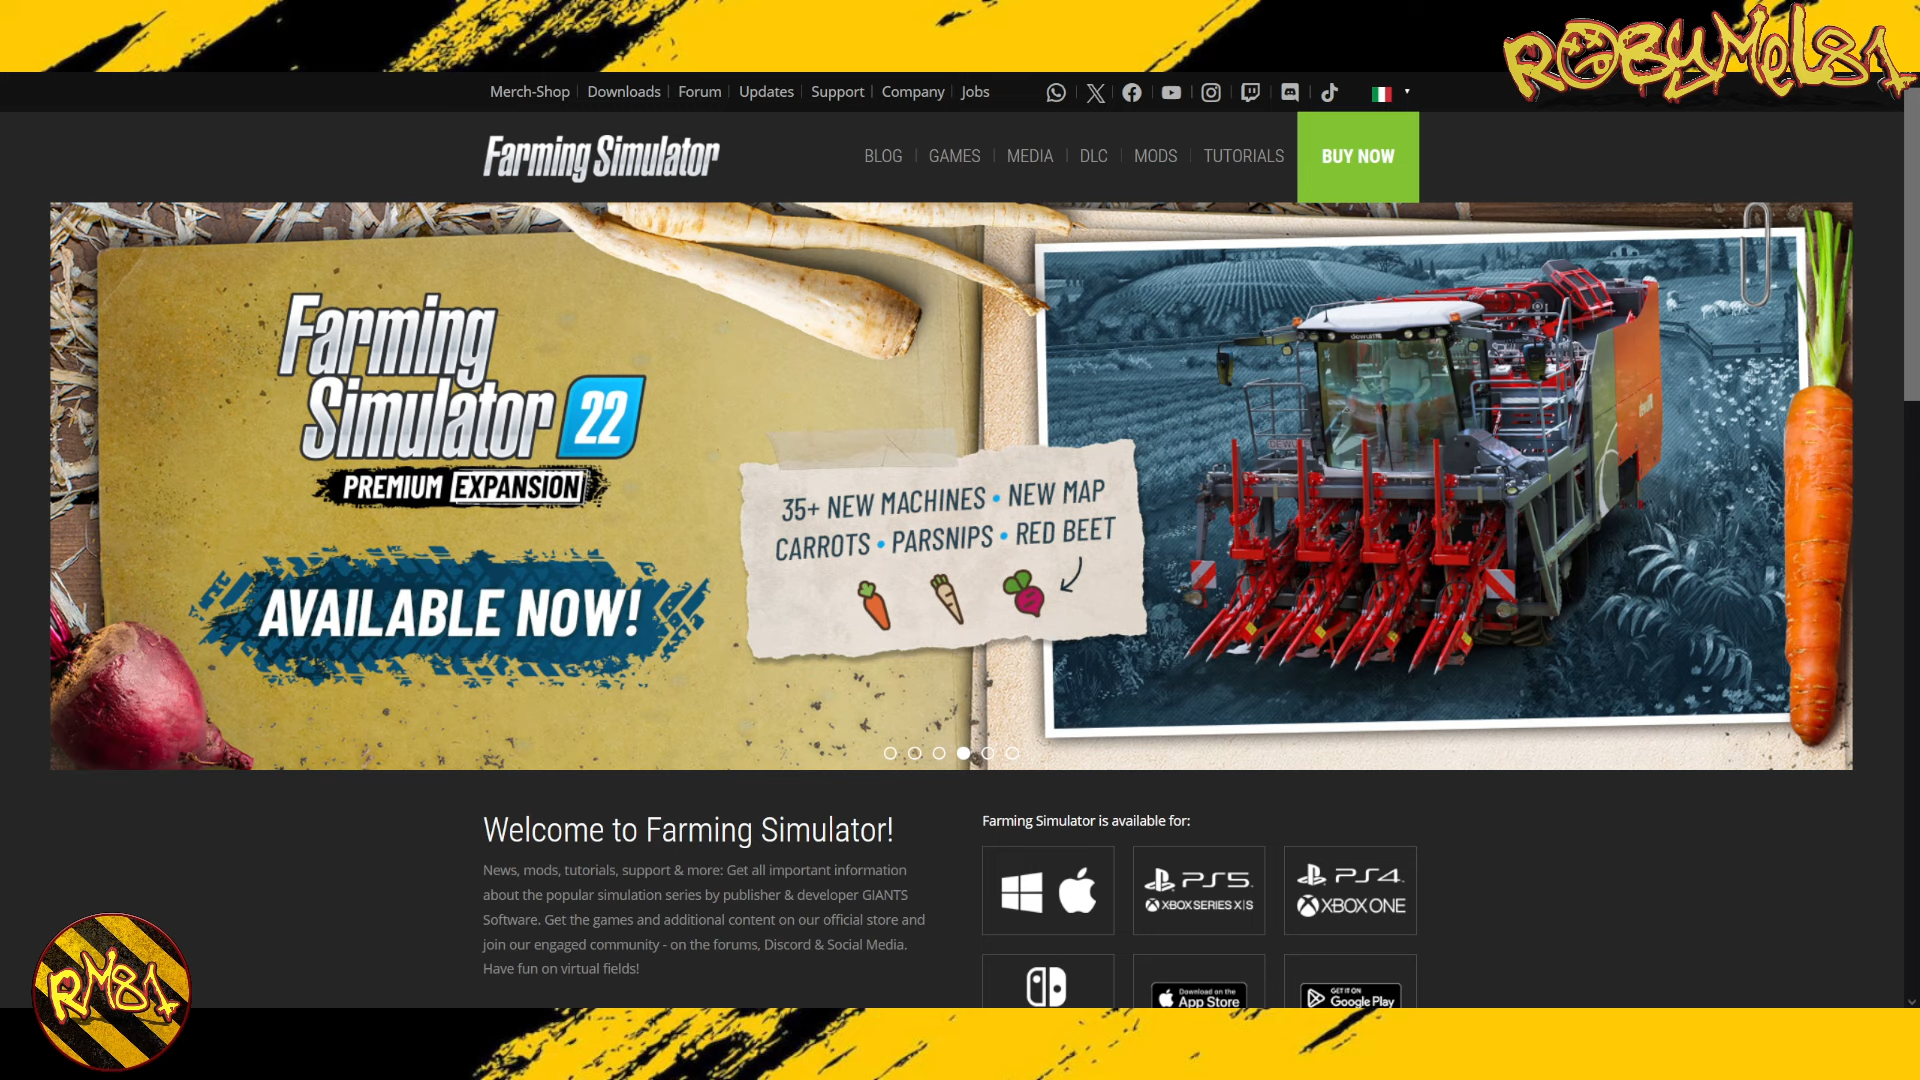 RobyMel81
Merch-Shop
Downloads
Forum
Updates
Support
Company
Jobs
Farming Simulator
BLOG
GAMES
MEDIA
DLC
MODS
TUTORIALS
BUY NOW
Farming
Simulator 22
PREMIUM EXPANSION
AVAILABLE NOW!
35+ NEW MACHINES • NEW MAP
CARROTS • PARSNIPS • RED BEET
Welcome to Farming Simulator!
News, mods, tutorials, support & more: Get all important information
about the popular simulation series by publisher & developer GIANTS
Software. Get the games and additional content on our official store and
join our engaged community - on the forums, Discord & Social Media.
Have fun on virtual fields!
Farming Simulator is available for:
PS5
XBOX SERIES X|S
PS4
XBOX ONE
Download on the
App Store
GET IT ON
Google Play
RM81